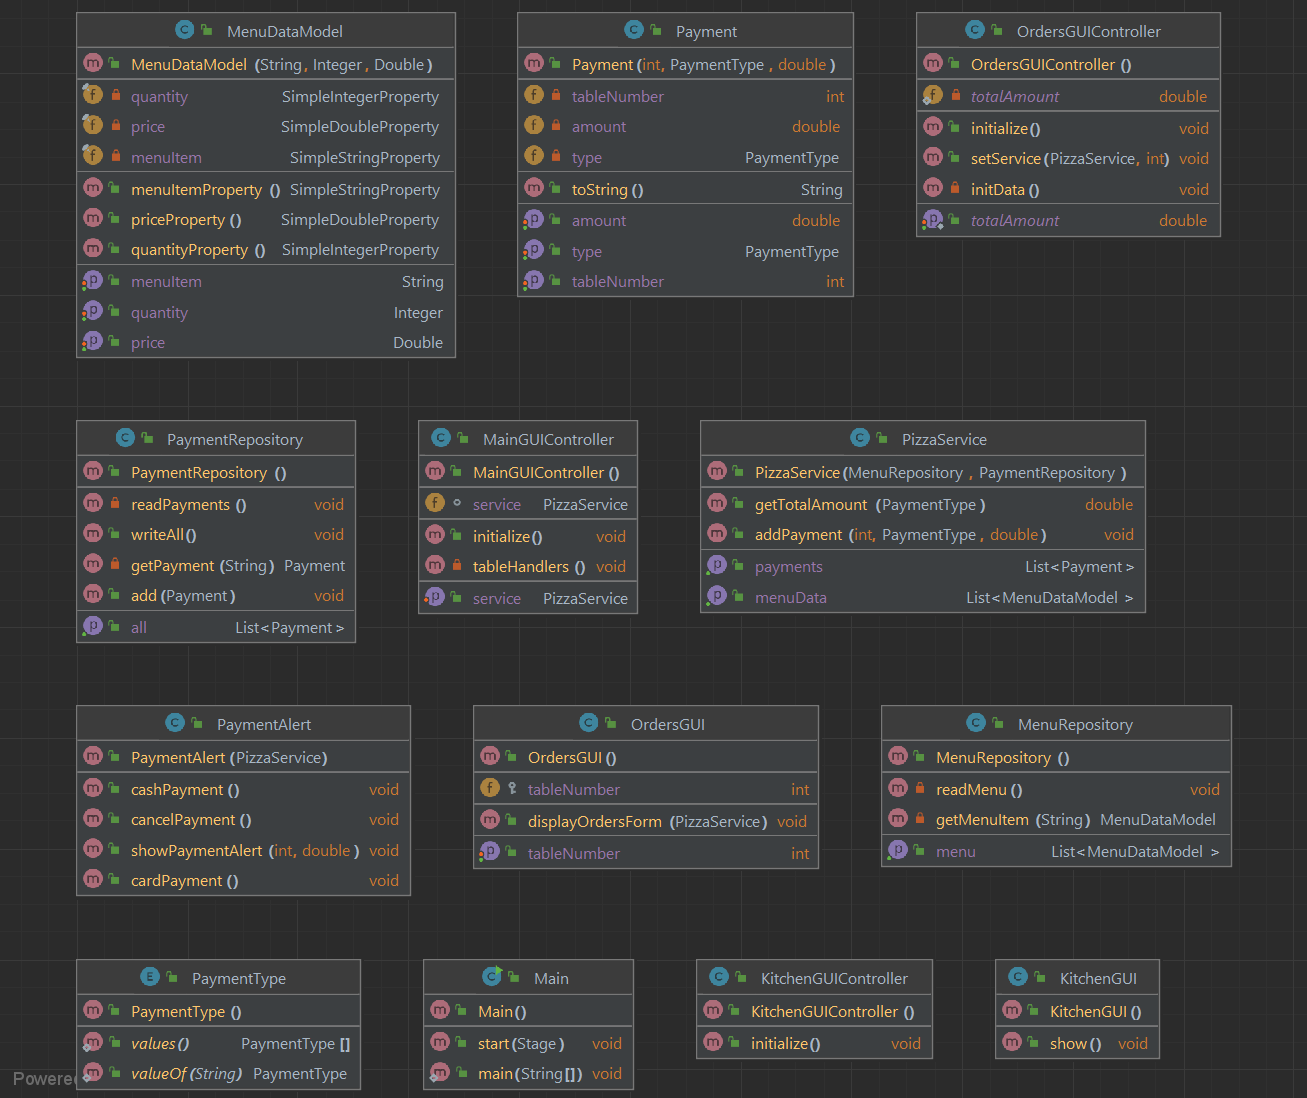 MenuDataModel
MenuDataModel (String, Integer, Double)
quantity SimpleIntegerProperty
price SimpleDoubleProperty
menuItem SimpleStringProperty
menuItemProperty () SimpleStringProperty
priceProperty () SimpleDoubleProperty
quantityProperty () SimpleIntegerProperty
menuItem String
quantity Integer
price Double
Payment
Payment (int, PaymentType, double)
tableNumber int
amount double
type PaymentType
toString () String
amount double
type PaymentType
tableNumber int
OrdersGUIController
OrdersGUIController ()
totalAmount double
initialize() void
setService (PizzaService, int) void
initData () void
totalAmount double
PaymentRepository
PaymentRepository ()
readPayments () void
writeAll() void
getPayment (String) Payment
add (Payment) void
all List<Payment>
MainGUIController
MainGUIController ()
service PizzaService
initialize() void
tableHandlers () void
service PizzaService
PizzaService
PizzaService (MenuRepository, PaymentRepository)
getTotalAmount (PaymentType) double
addPayment (int, PaymentType, double) void
payments List<Payment>
menuData List<MenuDataModel>
PaymentAlert
PaymentAlert (PizzaService)
cashPayment () void
cancelPayment () void
showPaymentAlert (int, double) void
cardPayment () void
OrdersGUI
OrdersGUI ()
tableNumber int
displayOrdersForm (PizzaService) void
tableNumber int
MenuRepository
MenuRepository ()
readMenu () void
getMenuItem (String) MenuDataModel
menu List<MenuDataModel>
PaymentType
PaymentType ()
values() PaymentType []
valueOf (String) PaymentType
Main
Main ()
start (Stage) void
main (String[]) void
KitchenGUIController
KitchenGUIController ()
initialize() void
KitchenGUI
KitchenGUI ()
show () void